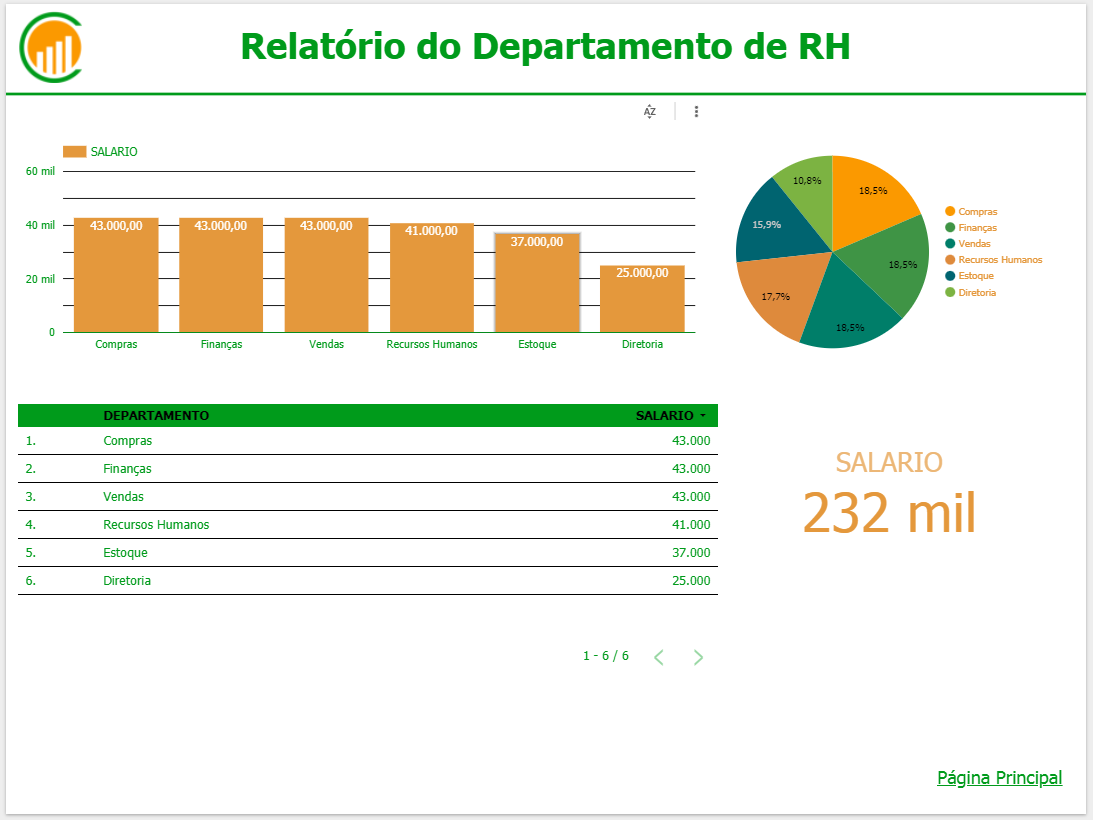 Relatório do Departamento de RH
AZ
SALARIO
60 mil
40 mil
20 mil
0
43.000,00
43.000,00
43.000,00
41.000,00
37.000,00
25.000,00
Compras
Finanças
Vendas
Recursos Humanos
Estoque
Diretoria
18,5%
18,5%
18,5%
17,7%
15,9%
10,8%
Compras
Finanças
Vendas
Recursos Humanos
Estoque
Diretoria
DEPARTAMENTO SALARIO
1. Compras 43.000
2. Finanças 43.000
3. Vendas 43.000
4. Recursos Humanos 41.000
5. Estoque 37.000
6. Diretoria 25.000
1 - 6 / 6
SALARIO
232 mil
Página Principal